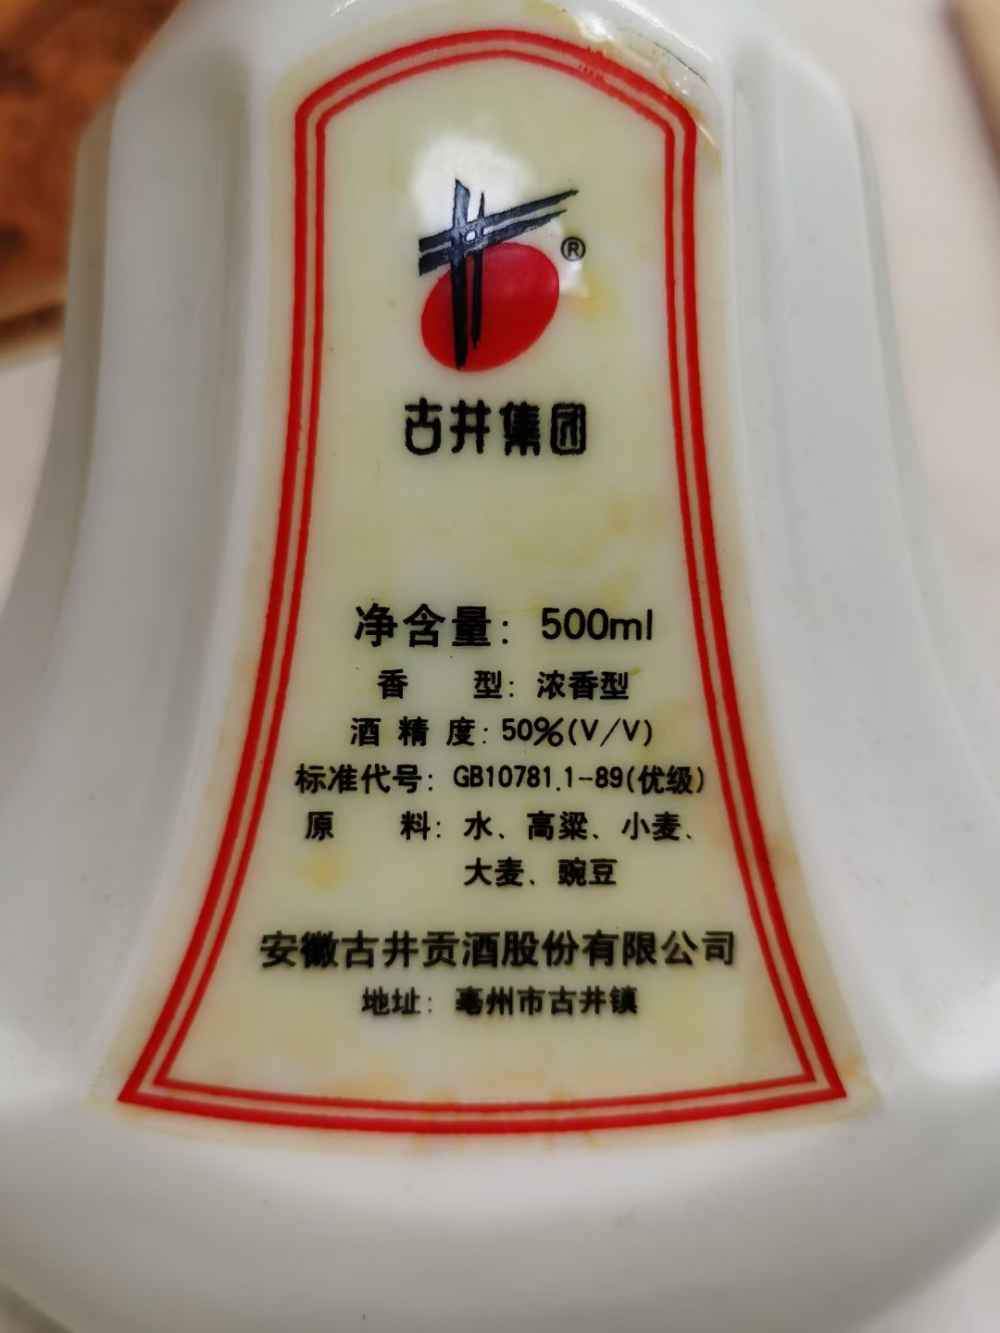 ®
古井集团
净含量：500ml
香 型：浓香型
酒 精 度：50%(V/V)
标准代号：GB10781.1-89(优级)
原 料：水、高粱、小麦、
大麦、豌豆
安徽古井贡酒股份有限公司
地址：亳州市古井镇